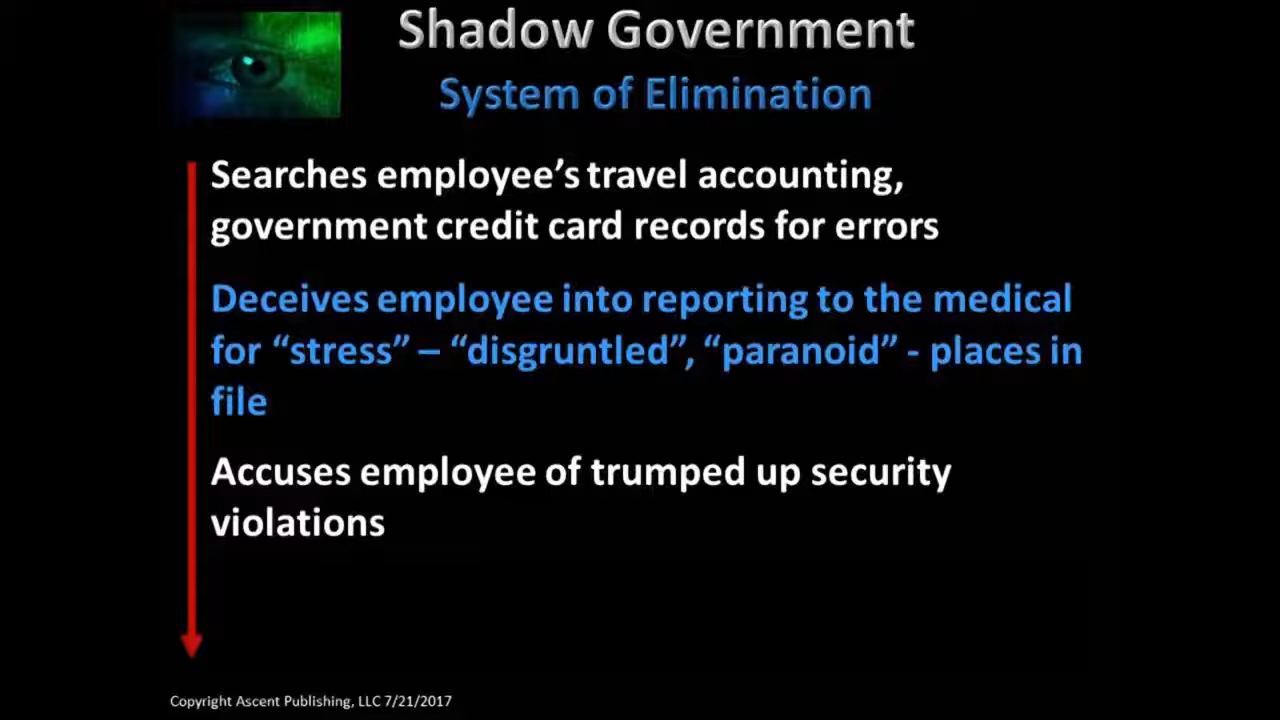 Shadow Government
System of Elimination
Searches employee’s travel accounting,
government credit card records for errors
Deceives employee into reporting to the medical
for “stress” – “disgruntled”, “paranoid” - places in
file
Accuses employee of trumped up security
violations
Copyright Ascent Publishing, LLC 7/21/2017